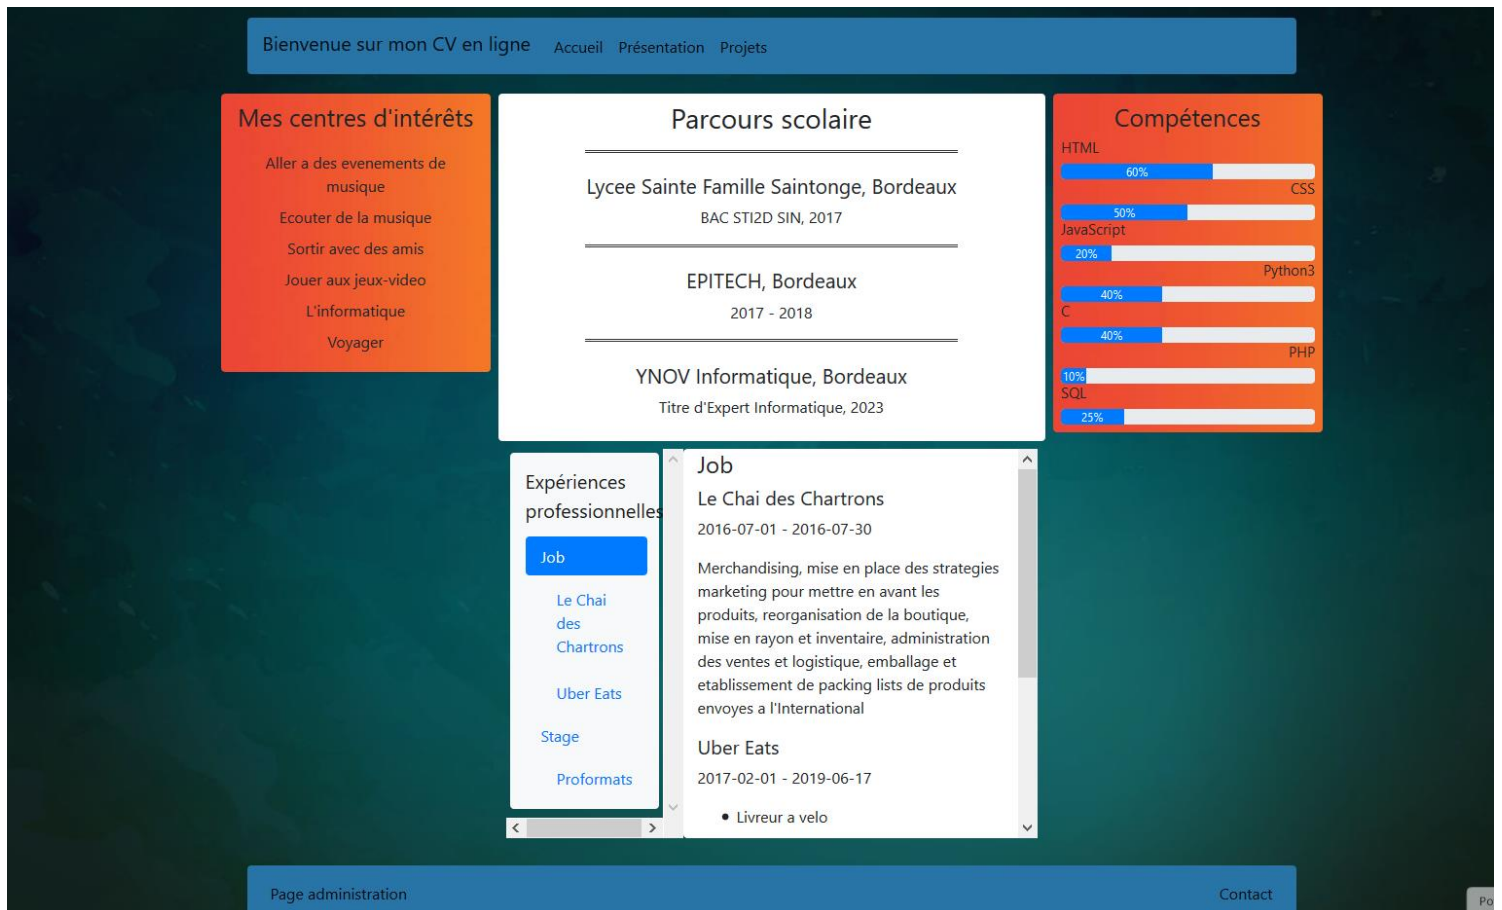 Bienvenue sur mon CV en ligne Accueil Présentation Projets
Mes centres d'intérêts
Aller a des evenements de
musique
Ecouter de la musique
Sortir avec des amis
Jouer aux jeux-video
L'informatique
Voyager
Parcours scolaire
Lycee Sainte Famille Saintonge, Bordeaux
BAC STI2D SIN, 2017
EPITECH, Bordeaux
2017 - 2018
YNOV Informatique, Bordeaux
Titre d'Expert Informatique, 2023
Compétences
HTML
60%
CSS
50%
JavaScript
20%
Python3
40%
C
40%
PHP
10%
SQL
25%
Expériences
professionnelles
Job
Le Chai
des
Chartrons
Uber Eats
Stage
Proformats
Job
Le Chai des Chartrons
2016-07-01 - 2016-07-30
Merchandising, mise en place des strategies
marketing pour mettre en avant les
produits, reorganisation de la boutique,
mise en rayon et inventaire, administration
des ventes et logistique, emballage et
etablissement de packing lists de produits
envoyes a l'International
Uber Eats
2017-02-01 - 2019-06-17
• Livreur a velo
Page administration
Contact